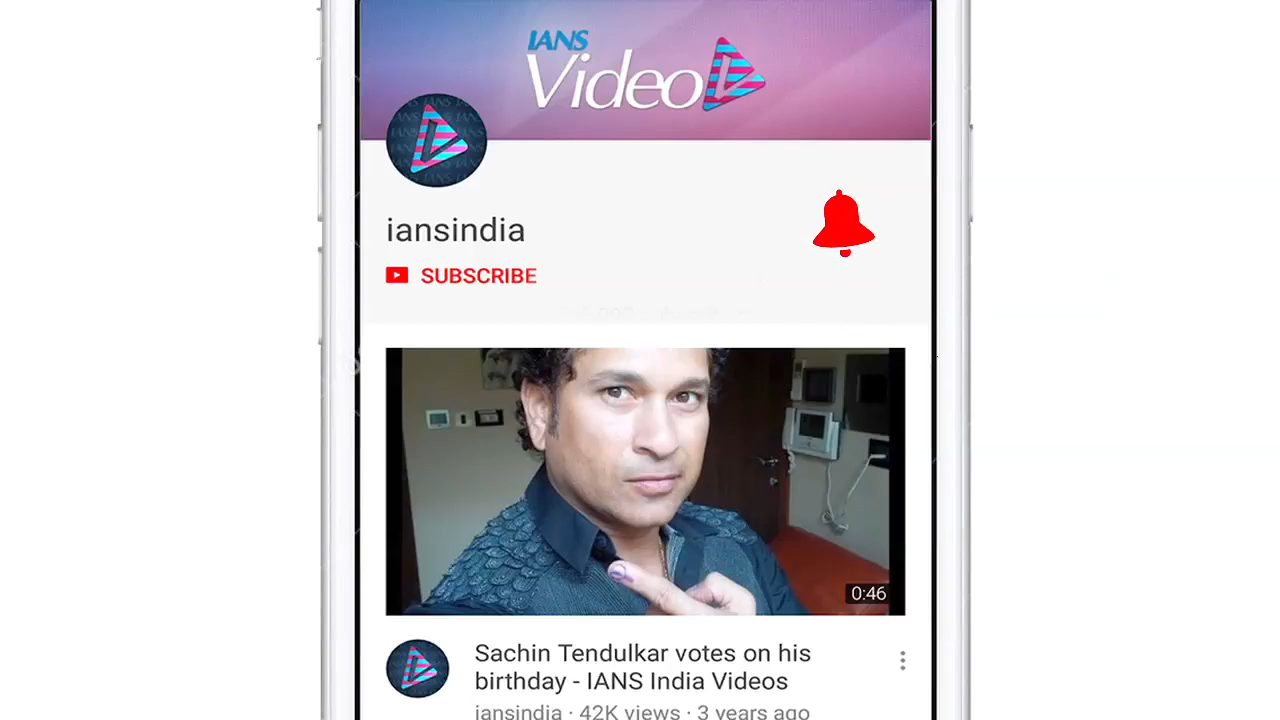 IANS
Video
iansindia
SUBSCRIBE
0:46
Sachin Tendulkar votes on his
birthday - IANS India Videos
iansindia · 42K views · 3 years ago